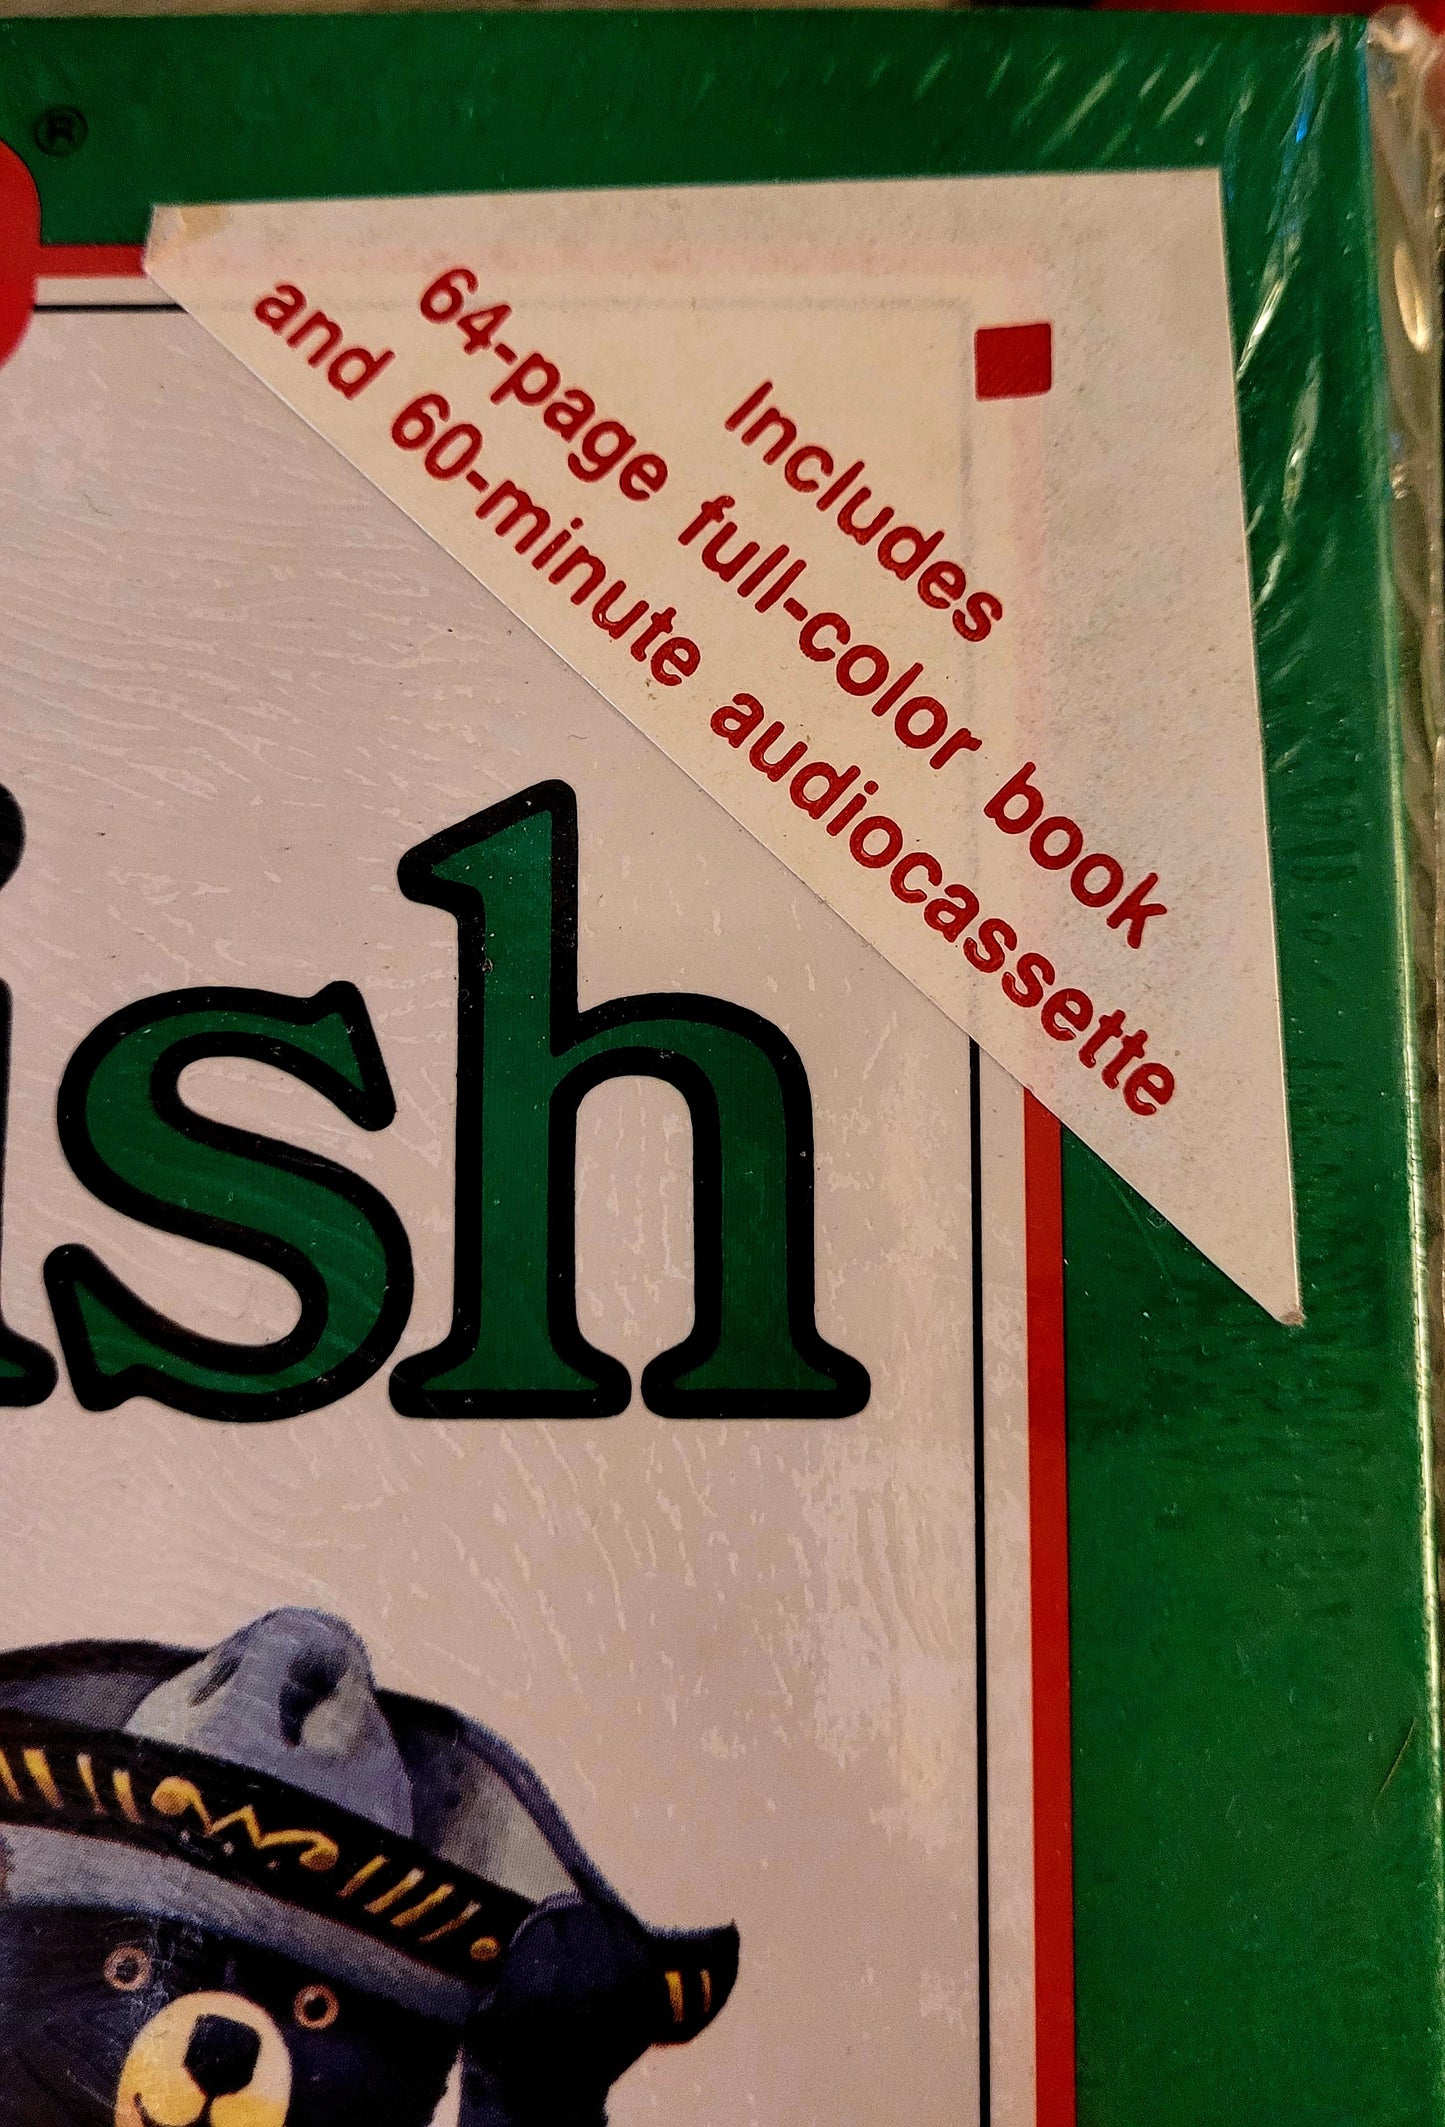 ®
Includes
64-page full-color book
and 60-minute audiocassette
ish